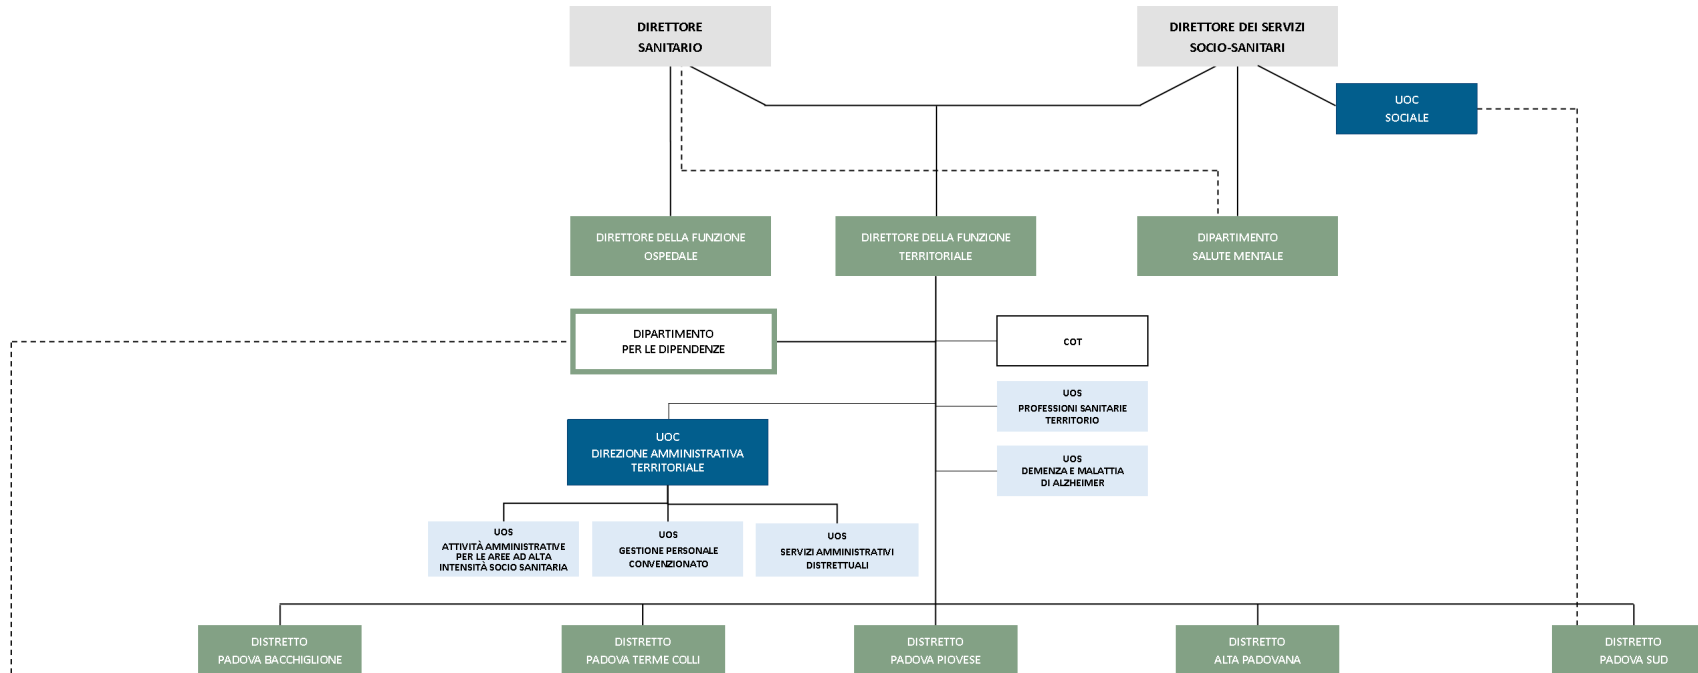 DIRETTORE
SANITARIO
DIRETTORE DEI SERVIZI
SOCIO-SANITARI
UOC
SOCIALE
DIRETTORE DELLA FUNZIONE
OSPEDALE
DIRETTORE DELLA FUNZIONE
TERRITORIALE
DIPARTIMENTO
SALUTE MENTALE
DIPARTIMENTO
PER LE DIPENDENZE
COT
UOS
PROFESSIONI SANITARIE
TERRITORIO
UOC
DIREZIONE AMMINISTRATIVA
TERRITORIALE
UOS
DEMENZA E MALATTIA
DI ALZHEIMER
UOS
ATTIVITÀ AMMINISTRATIVE
PER LE AREE AD ALTA
INTENSITÀ SOCIO SANITARIA
UOS
GESTIONE PERSONALE
CONVENZIONATO
UOS
SERVIZI AMMINISTRATIVI
DISTRETTUALI
DISTRETTO
PADOVA BACCHIGLIONE
DISTRETTO
PADOVA TERME COLLI
DISTRETTO
PADOVA PIOVESE
DISTRETTO
ALTA PADOVANA
DISTRETTO
PADOVA SUD